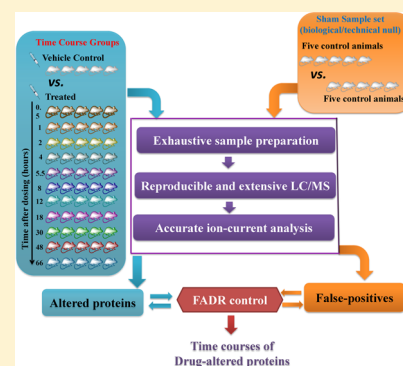 Time Course Groups
Vehicle Control
VS.
Treated
Time after dosing (hours)
0.
5
1
2
4
5.5
8
12
18
30
48
66
Sham Sample set
(biological/technical null)
Five control animals
VS.
Five control animals
Exhaustive sample preparation
Reproducible and extensive LC/MS
Accurate ion-current analysis
Altered proteins
FADR control
False-positives
Time courses of
Drug-altered proteins